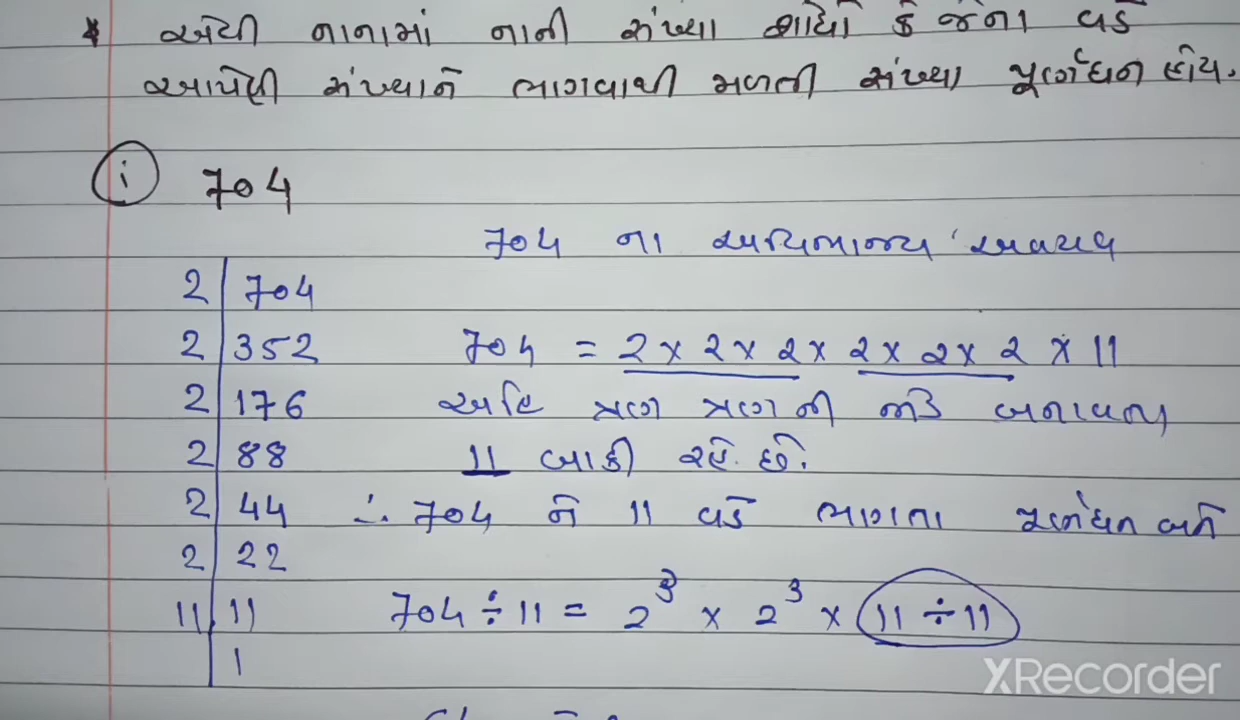 * એવી નાનામાં નાની સંખ્યા શોધો કે જેના વડે
આપેલી સંખ્યાને ભાગવાથી મળતી સંખ્યા પૂર્ણઘન હોય.
i 704
704 ના અવિભાજ્ય અવયવ
2 | 704
2 | 352
704 = 2 x 2 x 2 x 2 x 2 x 2 x 11
2 | 176
અહિ ત્રણ ત્રણ ની જોડ બનાવતા
2 | 88
11 બાકી રહે છે.
2 | 44
∴ 704 ને 11 વડે ભાગતા પૂર્ણઘન બને
2 | 22
11 | 11
704 ÷ 11 = 2³ x 2³ x 11 ÷ 11
| 1
XRecorder